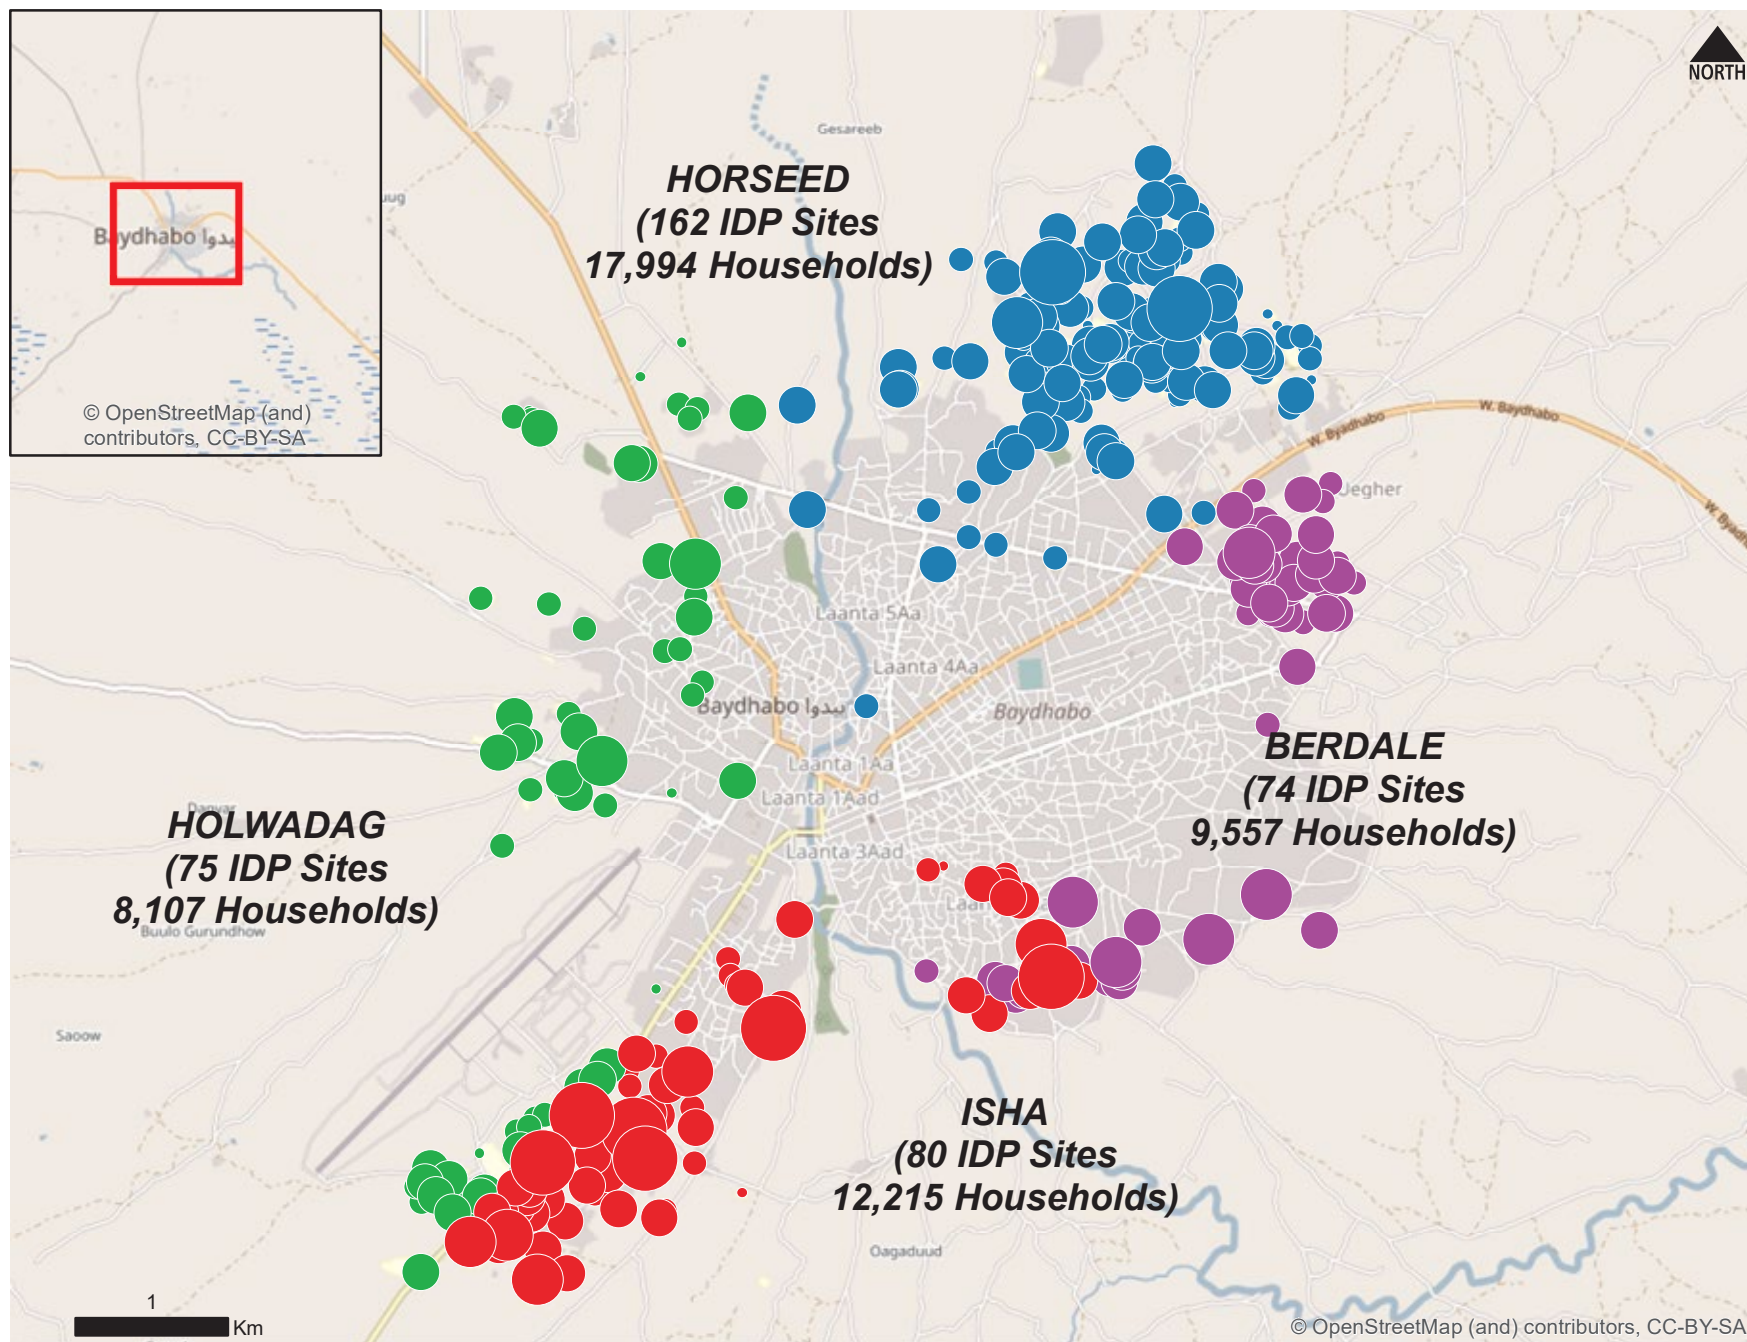 NORTH
Gesareeb
uug
HORSEED
(162 IDP Sites
17,994 Households)
Baydhabo بيدوا
© OpenStreetMap (and)
contributors, CC-BY-SA
W. Baydhabo
W. Byadhabo
Uegher
Laanta 5Aa
Laanta 4Aa
Baydhabo بيدوا
Baydhabo
BERDALE
(74 IDP Sites
9,557 Households)
Laanta 1Aa
Laanta 1Aad
Laanta 3Aad
HOLWADAG
(75 IDP Sites
8,107 Households)
Buulo Gurundhow
Saoow
ISHA
(80 IDP Sites
12,215 Households)
Oagaduud
1
Km
© OpenStreetMap (and) contributors, CC-BY-SA